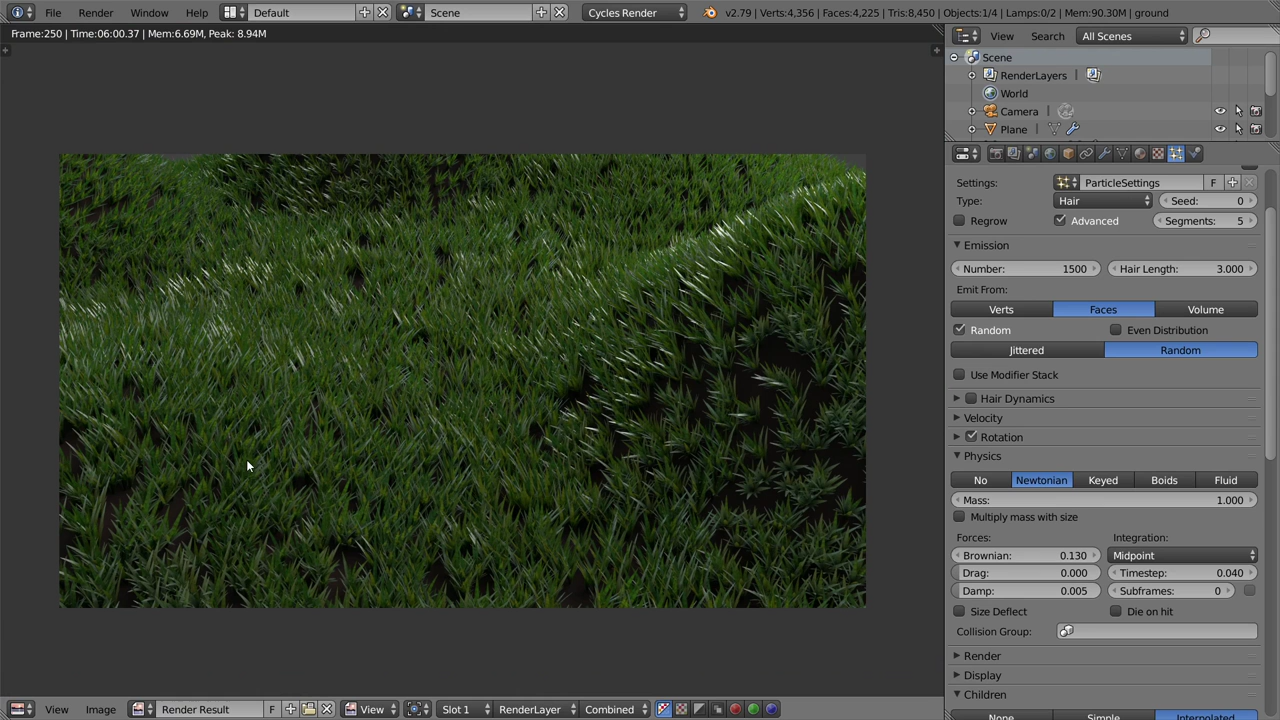 File Render Window Help Default Scene Cycles Render v2.79 | Verts:4,356 | Faces:4,225 | Tris:8,450 | Objects:1/4 | Lamps:0/2 | Mem:90.30M | ground
Frame:250 | Time:06:00.37 | Mem:6.69M, Peak: 8.94M
View Search All Scenes
Scene
RenderLayers
World
Camera
Plane
Settings: ParticleSettings F
Type: Hair Seed: 0
Regrow Advanced Segments: 5
Emission
Number: 1500 Hair Length: 3.000
Emit From:
Verts Faces Volume
Random Even Distribution
Jittered Random
Use Modifier Stack
Hair Dynamics
Velocity
Rotation
Physics
No Newtonian Keyed Boids Fluid
Mass: 1.000
Multiply mass with size
Forces: Integration:
Brownian: 0.130 Midpoint
Drag: 0.000 Timestep: 0.040
Damp: 0.005 Subframes: 0
Size Deflect Die on hit
Collision Group:
Render
Display
Children
None Simple Interpolated
View Image Render Result F View Slot 1 RenderLayer Combined